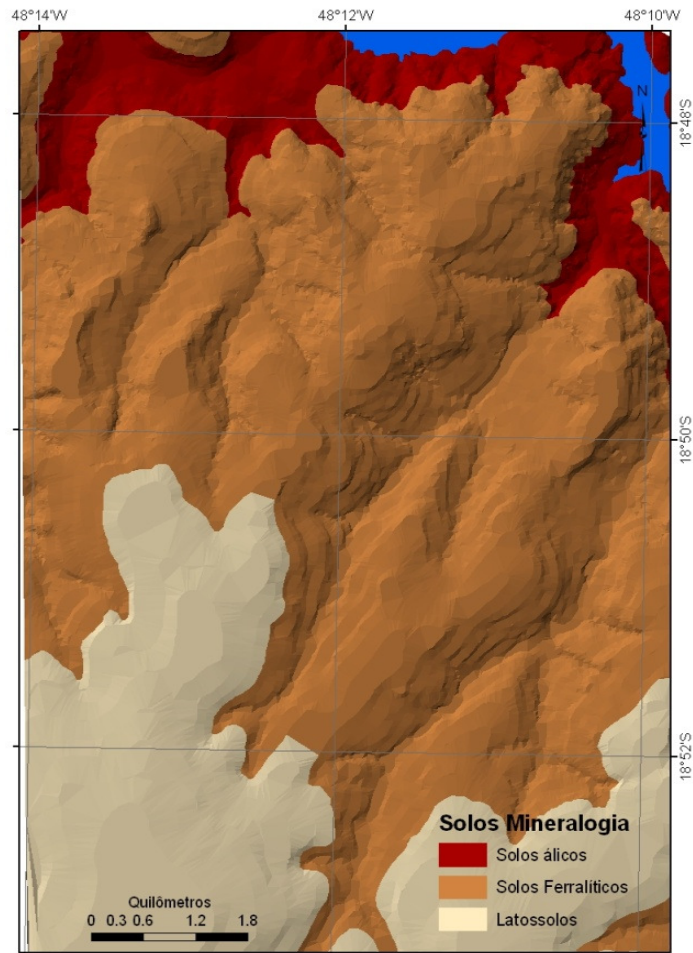 48°14'W 48°12'W 48°10'W
N
18°48'S
18°50'S
18°52'S
Solos Mineralogia
Solos álicos
Solos Ferralíticos
Latossolos
Quilômetros
0 0.3 0.6 1.2 1.8